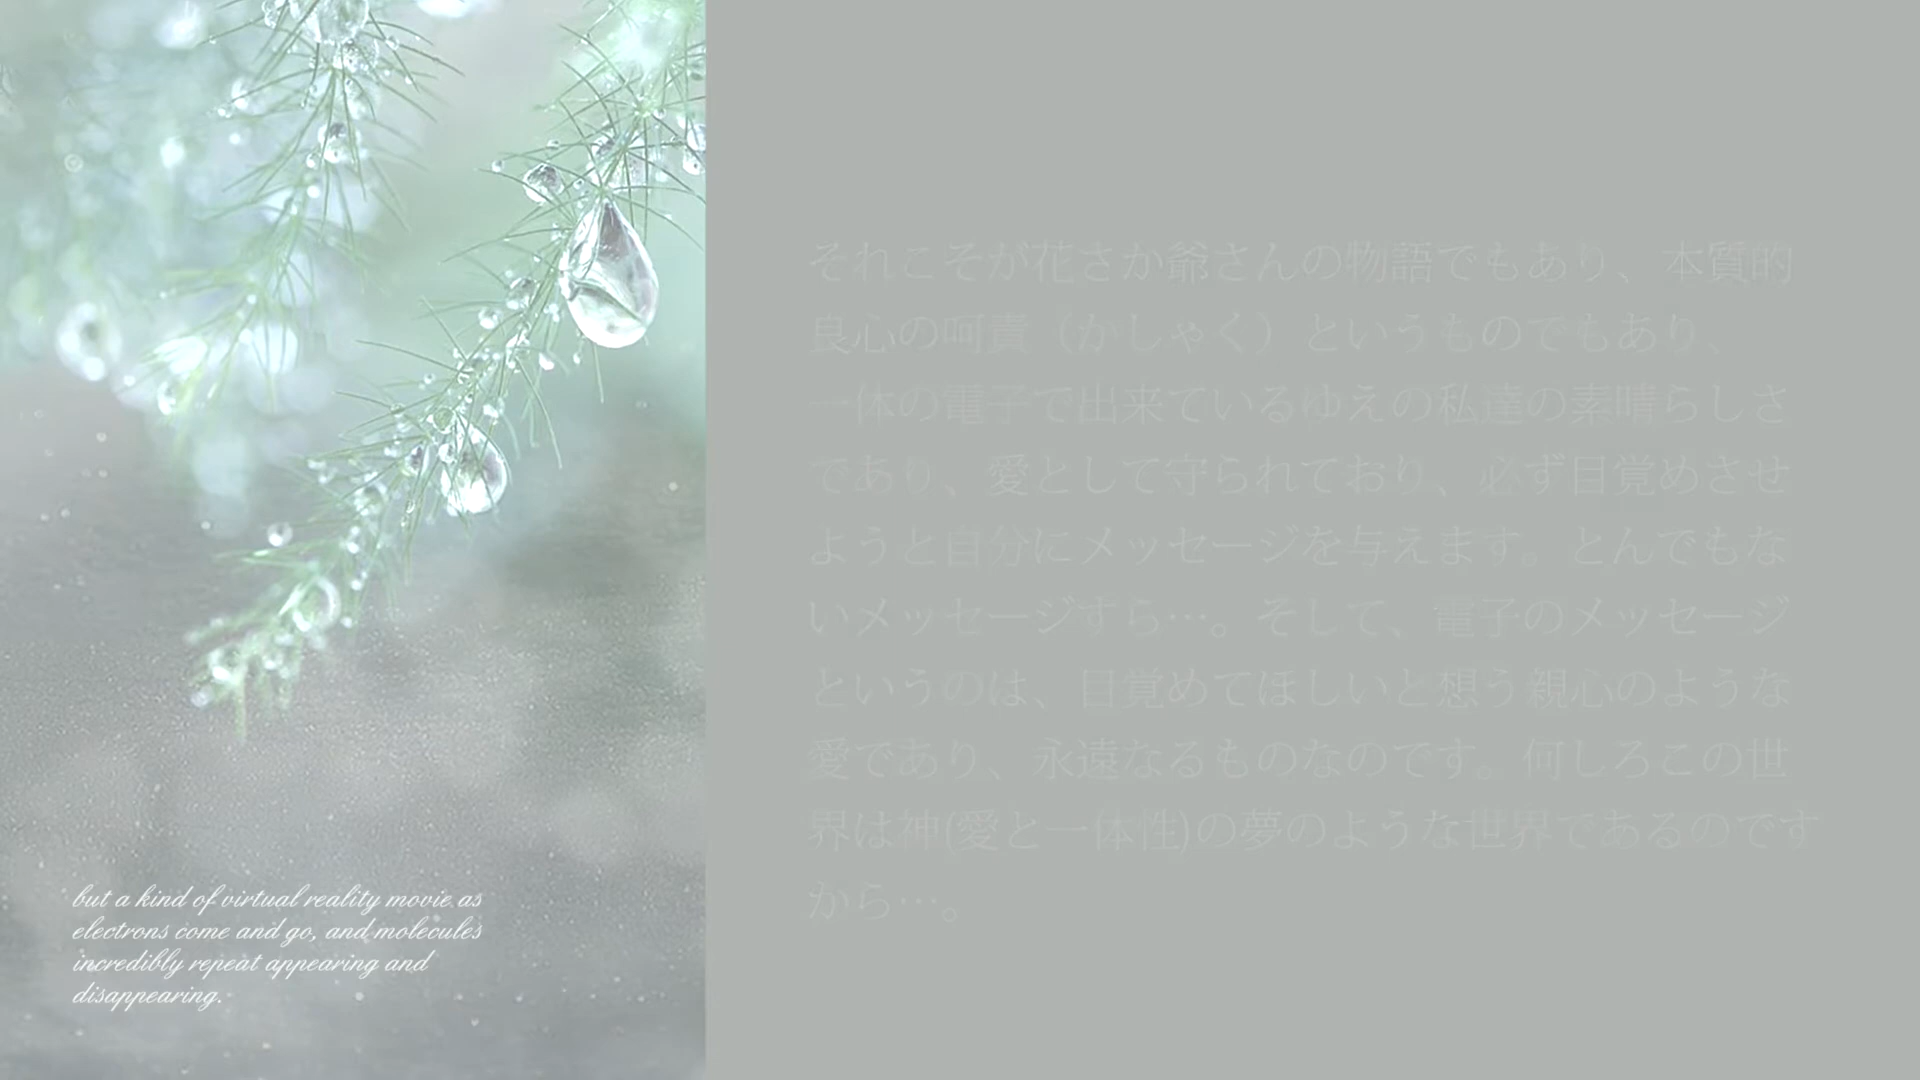 それこそが花さか爺さんの物語でもあり、本質的
良心の呵責（かしゃく）というものでもあり、
一体の電子で出来ているゆえの私達の素晴らしさ
であり、愛として守られており、必ず目覚めさせ
ようと自分にメッセージを与えます。とんでもな
いメッセージすら…。そして、電子のメッセージ
というのは、目覚めてほしいと想う親心のような
愛であり、永遠なるものなのです。何しろこの世
界は神(愛と一体性)の夢のような世界であるのです
から…。
but a kind of virtual reality movie as
electrons come and go, and molecules
incredibly repeat appearing and
disappearing.